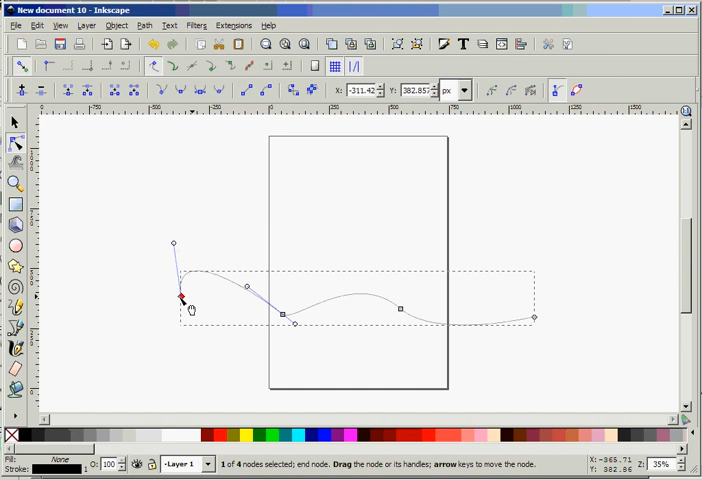 New document 10 - Inkscape
File Edit View Layer Object Path Text Filters Extensions Help
X: -311.42 Y: 382.857 px
Fill: None
Stroke: 1
O: 100
-Layer 1
1 of 4 nodes selected; end node. Drag the node or its handles; arrow keys to move the node.
X: -365.71
Y: 382.86
Z: 35%